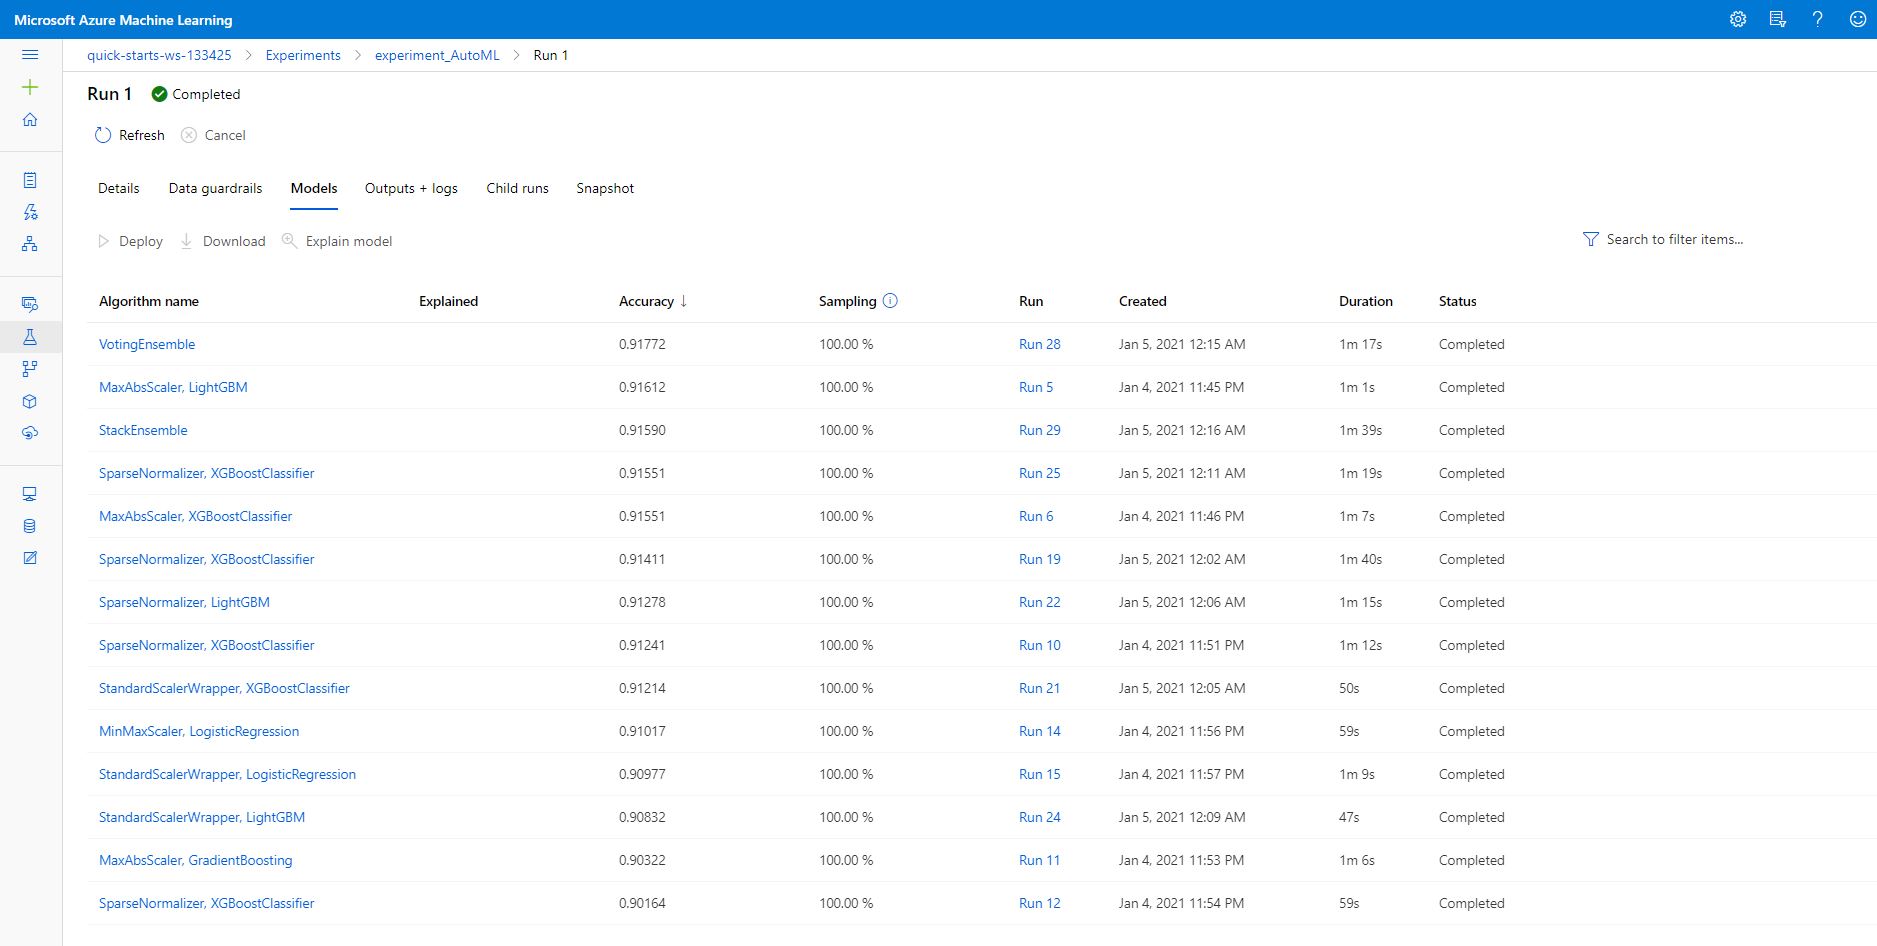 Microsoft Azure Machine Learning
quick-starts-ws-133425 > Experiments > experiment_AutoML > Run 1
Run 1 Completed
Refresh Cancel
Details Data guardrails Models Outputs + logs Child runs Snapshot
Deploy Download Explain model Search to filter items...
Algorithm name Explained Accuracy ↓ Sampling Run Created Duration Status
VotingEnsemble 0.91772 100.00 % Run 28 Jan 5, 2021 12:15 AM 1m 17s Completed
MaxAbsScaler, LightGBM 0.91612 100.00 % Run 5 Jan 4, 2021 11:45 PM 1m 1s Completed
StackEnsemble 0.91590 100.00 % Run 29 Jan 5, 2021 12:16 AM 1m 39s Completed
SparseNormalizer, XGBoostClassifier 0.91551 100.00 % Run 25 Jan 5, 2021 12:11 AM 1m 19s Completed
MaxAbsScaler, XGBoostClassifier 0.91551 100.00 % Run 6 Jan 4, 2021 11:46 PM 1m 7s Completed
SparseNormalizer, XGBoostClassifier 0.91411 100.00 % Run 19 Jan 5, 2021 12:02 AM 1m 40s Completed
SparseNormalizer, LightGBM 0.91278 100.00 % Run 22 Jan 5, 2021 12:06 AM 1m 15s Completed
SparseNormalizer, XGBoostClassifier 0.91241 100.00 % Run 10 Jan 4, 2021 11:51 PM 1m 12s Completed
StandardScalerWrapper, XGBoostClassifier 0.91214 100.00 % Run 21 Jan 5, 2021 12:05 AM 50s Completed
MinMaxScaler, LogisticRegression 0.91017 100.00 % Run 14 Jan 4, 2021 11:56 PM 59s Completed
StandardScalerWrapper, LogisticRegression 0.90977 100.00 % Run 15 Jan 4, 2021 11:57 PM 1m 9s Completed
StandardScalerWrapper, LightGBM 0.90832 100.00 % Run 24 Jan 5, 2021 12:09 AM 47s Completed
MaxAbsScaler, GradientBoosting 0.90322 100.00 % Run 11 Jan 4, 2021 11:53 PM 1m 6s Completed
SparseNormalizer, XGBoostClassifier 0.90164 100.00 % Run 12 Jan 4, 2021 11:54 PM 59s Completed